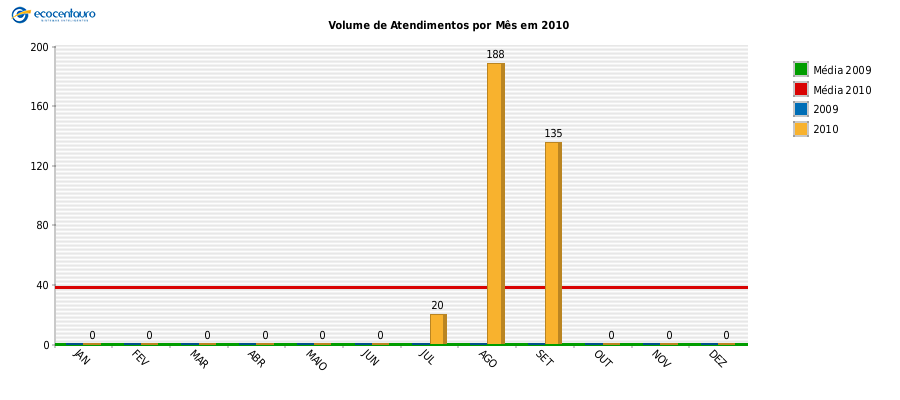 ecocentauro
Volume de Atendimentos por Mês em 2010
200
160
120
80
40
0
0
0
0
0
0
0
20
188
135
0
0
0
JAN
FEV
MAR
ABR
MAIO
JUN
JUL
AGO
SET
OUT
NOV
DEZ
Média 2009
Média 2010
2009
2010